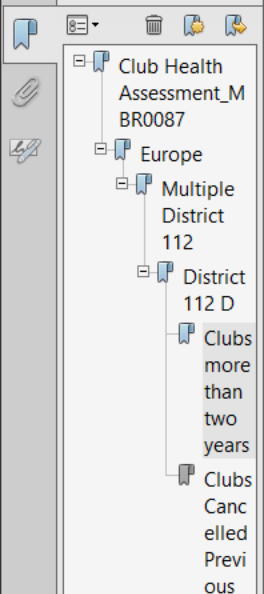 Club Health
Assessment_M
BR0087
Europe
Multiple
District
112
District
112 D
Clubs
more
than
two
years
Clubs
Canc
elled
Previ
ous